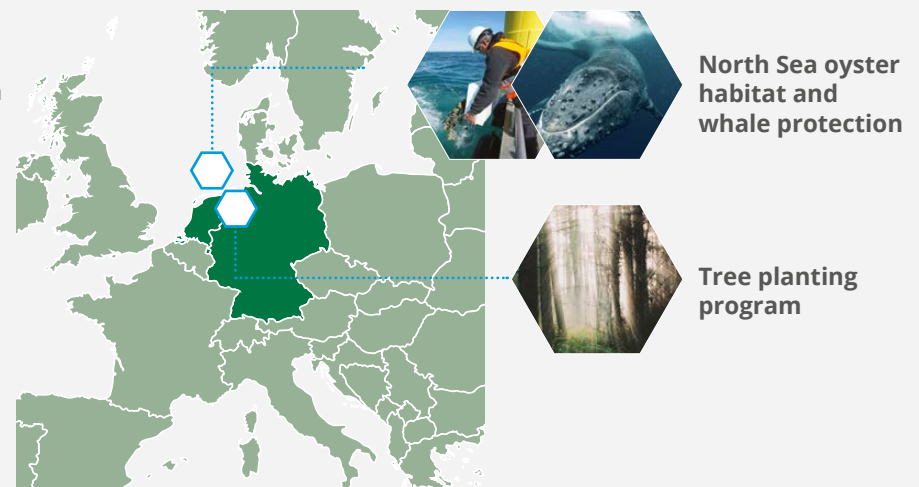 North Sea oyster
habitat and
whale protection
Tree planting
program